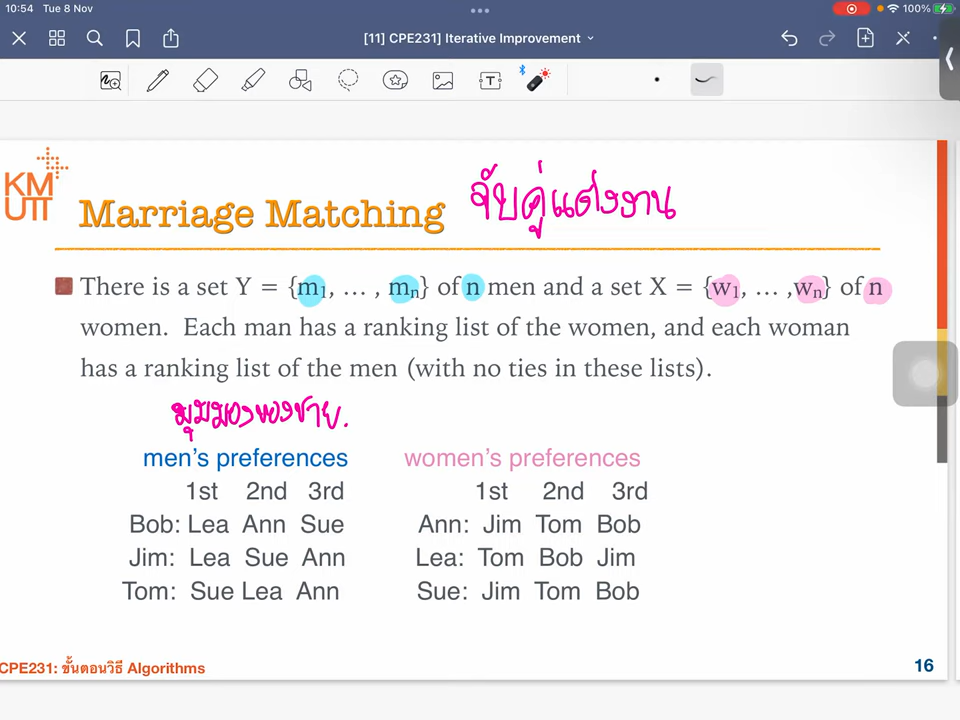 10:54 Tue 8 Nov
100%
[11] CPE231] Iterative Improvement
KM
UTT
Marriage Matching จับคู่แต่งงาน
There is a set Y = {m1, … , mn} of n men and a set X = {w1, … ,wn} of n
women. Each man has a ranking list of the women, and each woman
has a ranking list of the men (with no ties in these lists).
มุมมองของชาย.
men's preferences women's preferences
1st 2nd 3rd 1st 2nd 3rd
Bob: Lea Ann Sue Ann: Jim Tom Bob
Jim: Lea Sue Ann Lea: Tom Bob Jim
Tom: Sue Lea Ann Sue: Jim Tom Bob
CPE231: ขั้นตอนวิธี Algorithms 16